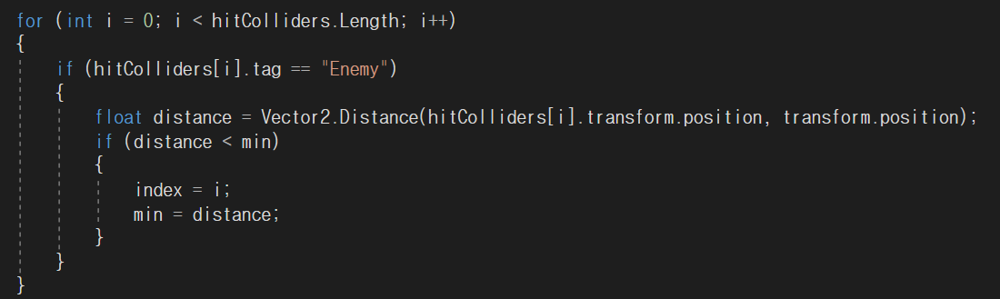 for (int i = 0; i < hitColliders.Length; i++)
{
if (hitColliders[i].tag == "Enemy")
{
float distance = Vector2.Distance(hitColliders[i].transform.position, transform.position);
if (distance < min)
{
index = i;
min = distance;
}
}
}